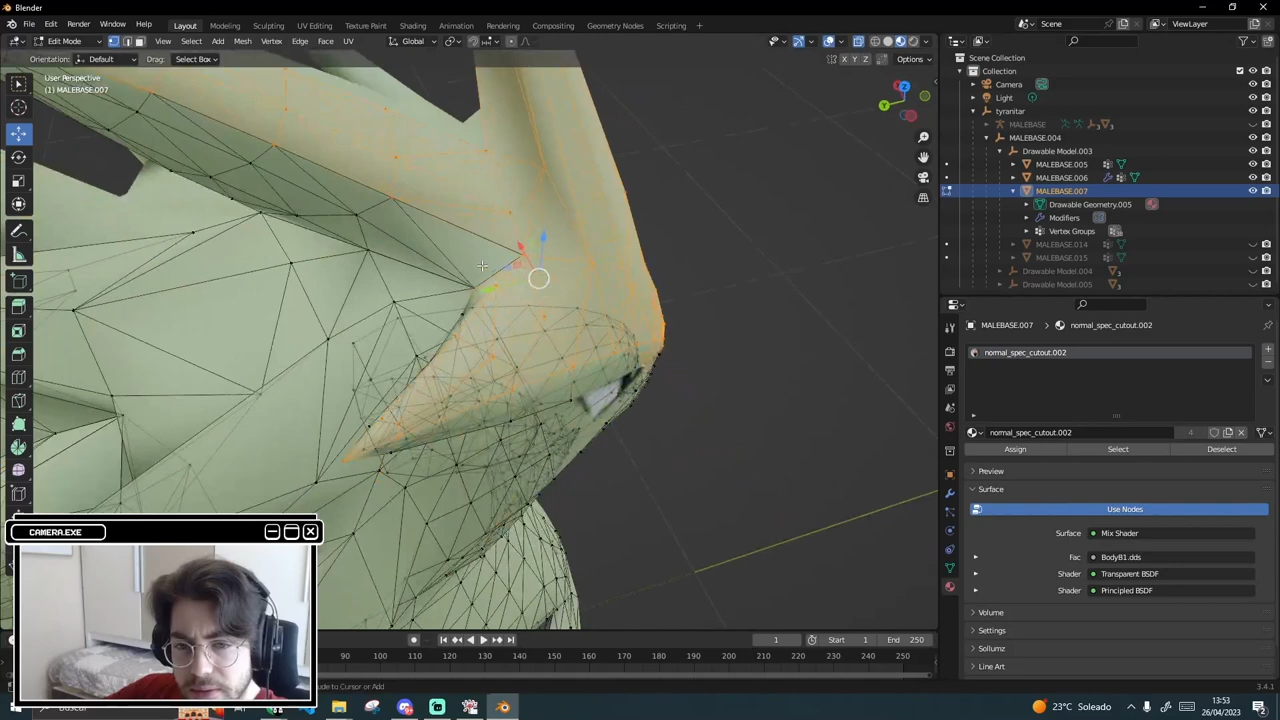 Blender
File Edit Render Window Help Layout Modeling Sculpting UV Editing Texture Paint Shading Animation Rendering Compositing Geometry Nodes Scripting + Scene ViewLayer
Edit Mode View Select Add Mesh Vertex Edge Face UV Global
Orientation: Default Drag: Select Box X Y Z Options
User Perspective
(1) MALEBASE.007
Z
Y
Scene Collection
Collection
Camera
Light
tyranitar
MALEBASE
MALEBASE.004
Drawable Model.003
MALEBASE.005
MALEBASE.006
MALEBASE.007
Drawable Geometry.005
Modifiers
Vertex Groups
MALEBASE.014
MALEBASE.015
Drawable Model.004
Drawable Model.005
MALEBASE.007 > normal_spec_cutout.002
normal_spec_cutout.002
normal_spec_cutout.002 4
Assign Select Deselect
Preview
Surface
Use Nodes
Surface Mix Shader
Fac BodyB1.dds
Shader Transparent BSDF
Shader Principled BSDF
Volume
Settings
Sollumz
Line Art
CAMERA.EXE
1 Start 1 End 250
90 100 110 120 130 140 150 160 170 180 190 200 210 220 230 240 250
3.4.1
Buscar
23°C Soleado
13:53
26/04/2023